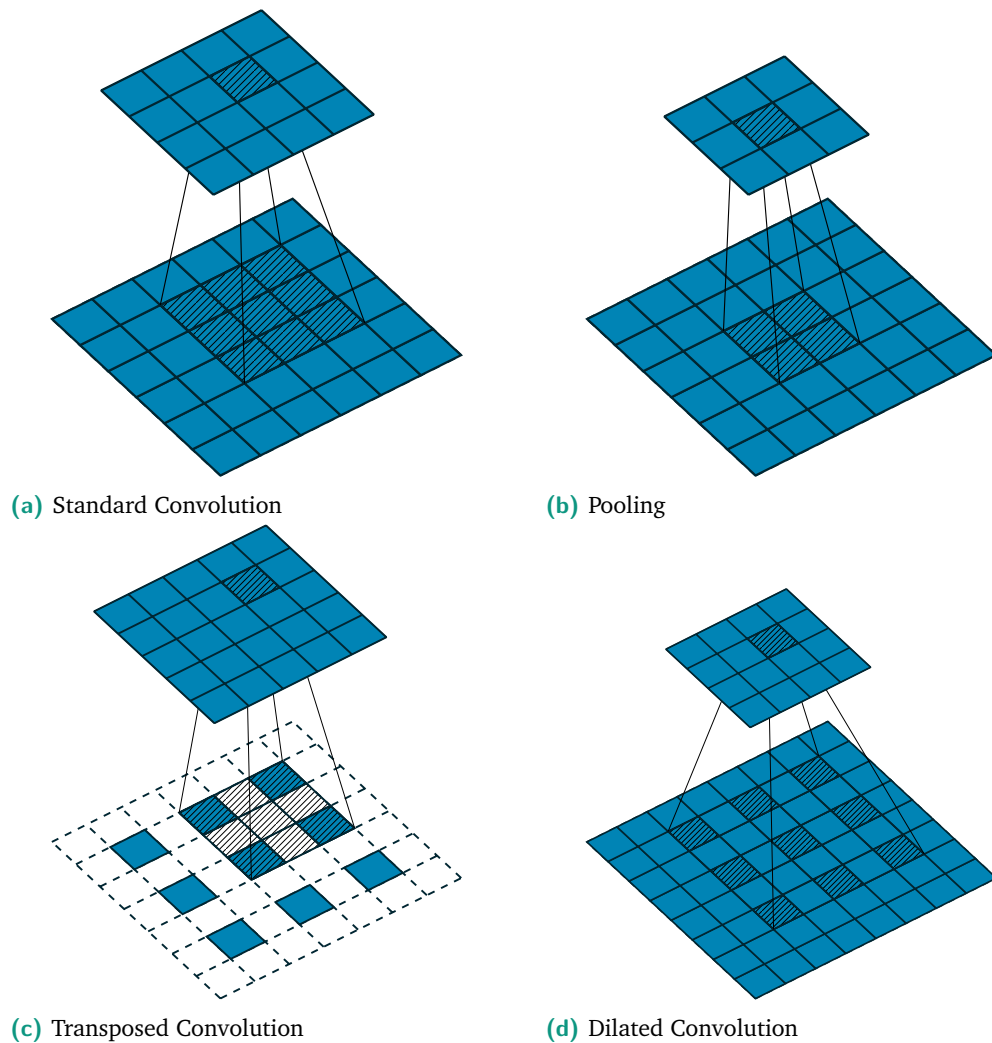 (a) Standard Convolution
(b) Pooling
(c) Transposed Convolution
(d) Dilated Convolution